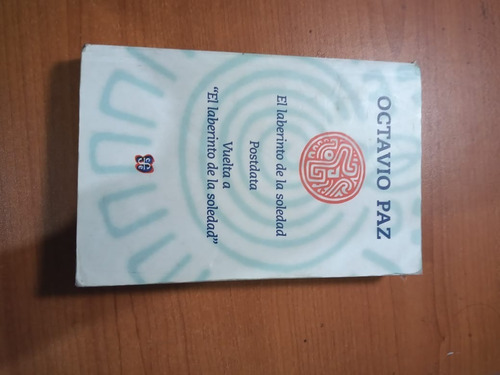 OCTAVIO PAZ
El laberinto de la soledad
Postdata
Vuelta a
"El laberinto de la soledad"